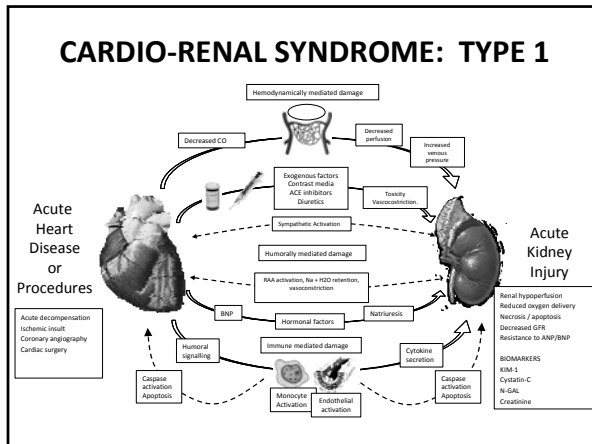 CARDIO-RENAL SYNDROME: TYPE 1
Hemodynamically mediated damage
Decreased CO
Decreased
perfusion
Increased
venous
pressure
Exogenous factors
Contrast media
ACE inhibitors
Diuretics
Toxicity
Vascocostriction.
Sympathetic Activation
Humorally mediated damage
RAA activation, Na + H2O retention,
vasoconstriction
BNP
Hormonal factors
Natriuresis
Humoral
signalling
Immune mediated damage
Cytokine
secretion
Caspase
activation
Apoptosis
Monocyte
Activation
Endothelial
activation
Caspase
activation
Apoptosis
Acute
Heart
Disease
or
Procedures
Acute decompensation
Ischemic insult
Coronary angiography
Cardiac surgery
Acute
Kidney
Injury
Renal hypoperfusion
Reduced oxygen delivery
Necrosis / apoptosis
Decreased GFR
Resistance to ANP/BNP
BIOMARKERS
KIM-1
Cystatin-C
N-GAL
Creatinine